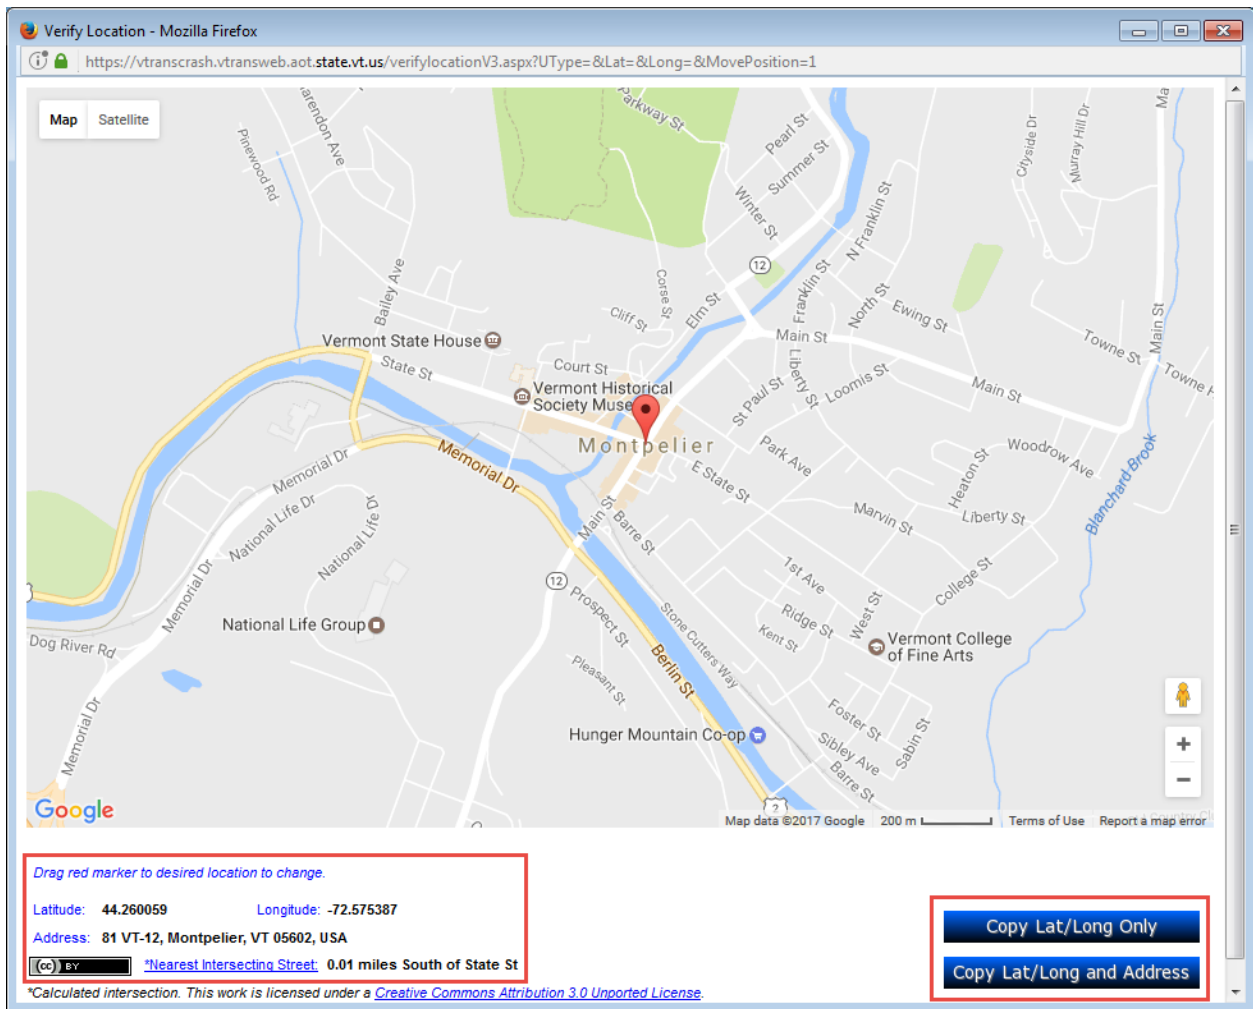 Verify Location - Mozilla Firefox
https://vtranscrash.vtransweb.aot.state.vt.us/verifylocationV3.aspx?UType=&Lat=&Long=&MovePosition=1
Map Satellite
Parkway St
Pinewood Rd
Pearl St
Summer St
Winter St
Cityside Dr
Murray Hill Dr
N Franklin St
12
Bailey Ave
Corse St
Cliff St
Elm St
Franklin St
North St
Ewing St
Main St
Main St
Towne St
Vermont State House
State St
Court St
Liberty St
Loomis St
Main St
Vermont Historical
Society Muse
St Paul St
Montpelier
Park Ave
Woodrow Ave
Memorial Dr
Memorial Dr
E State St
Heaton St
Blanchard Brook
National Life Dr
National Life Dr
Main St
Barre St
Marvin St
Liberty St
12
1st Ave
College St
Memorial Dr
Prospect St
Stone Cutters Way
Ridge St
West St
Kent St
National Life Group
Vermont College
of Fine Arts
Dog River Rd
Berlin St
Pleasant St
Memorial Dr
Foster St
Sabin St
Hunger Mountain Co-op
Sibley Ave
Barre St
2
Google
Map data ©2017 Google 200 m Terms of Use Report a map error
Drag red marker to desired location to change.
Latitude: 44.260059 Longitude: -72.575387
Address: 81 VT-12, Montpelier, VT 05602, USA
(cc) BY *Nearest Intersecting Street: 0.01 miles South of State St
*Calculated intersection. This work is licensed under a Creative Commons Attribution 3.0 Unported License.
Copy Lat/Long Only
Copy Lat/Long and Address